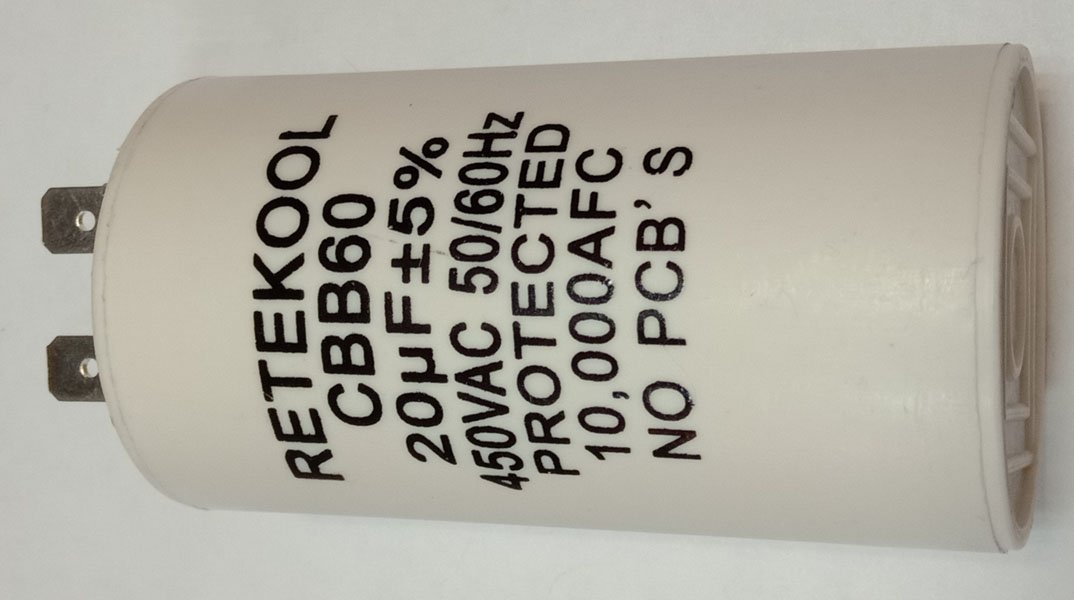 RETEKOOL
CBB60
20µF±5%
450VAC 50/60Hz
PROTECTED
10,000AFC
NO PCB'S